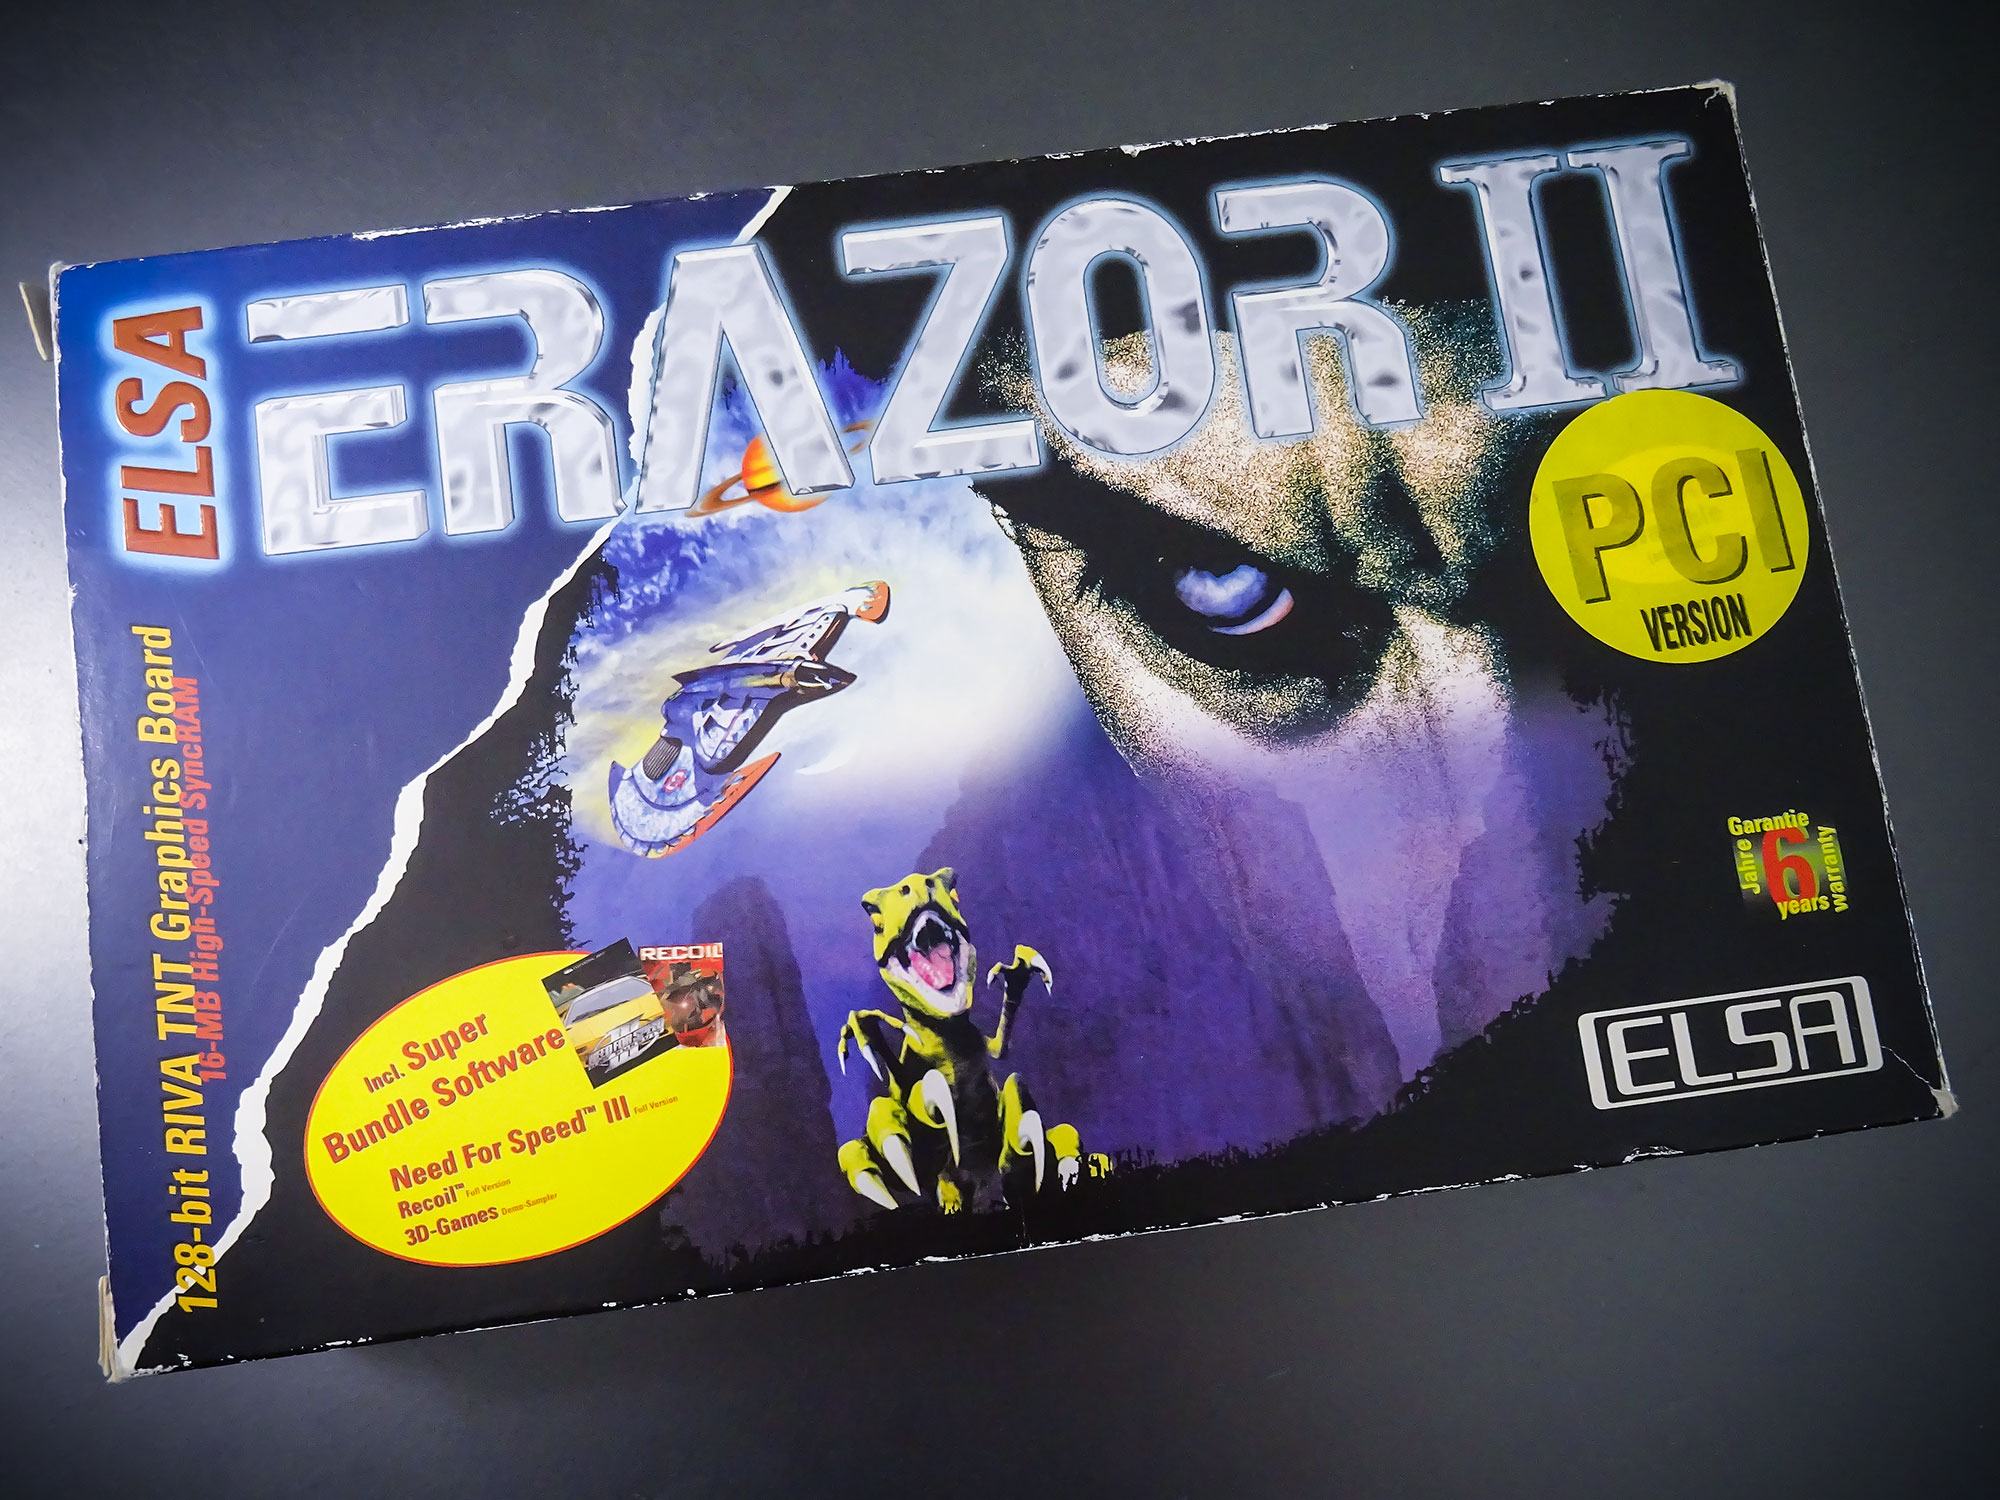 ELSA
ERAZOR II
PCI
VERSION
128-bit RIVA TNT Graphics Board
16-MB High-Speed SyncRAM
Garantie
Jahre
6
years
Warranty
RECOIL
Incl. Super
Bundle Software
Need For Speed™ III Full Version
Recoil™ Full Version
3D-Games Demo-Sampler
ELSA